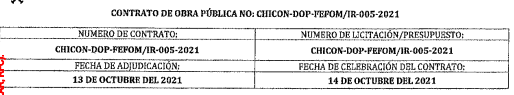 CONTRATO DE OBRA PÚBLICA NO: CHICON-DOP-FEFOM/IR-005-2021
NUMERO DE CONTRATO: NUMERO DE LICITACIÓN/PRESUPUESTO:
CHICON-DOP-FEFOM/IR-005-2021 CHICON-DOP-FEFOM/IR-005-2021
FECHA DE ADJUDICACIÓN: FECHA DE CELEBRACIÓN DEL CONTRATO:
13 DE OCTUBRE DEL 2021 14 DE OCTUBRE DEL 2021